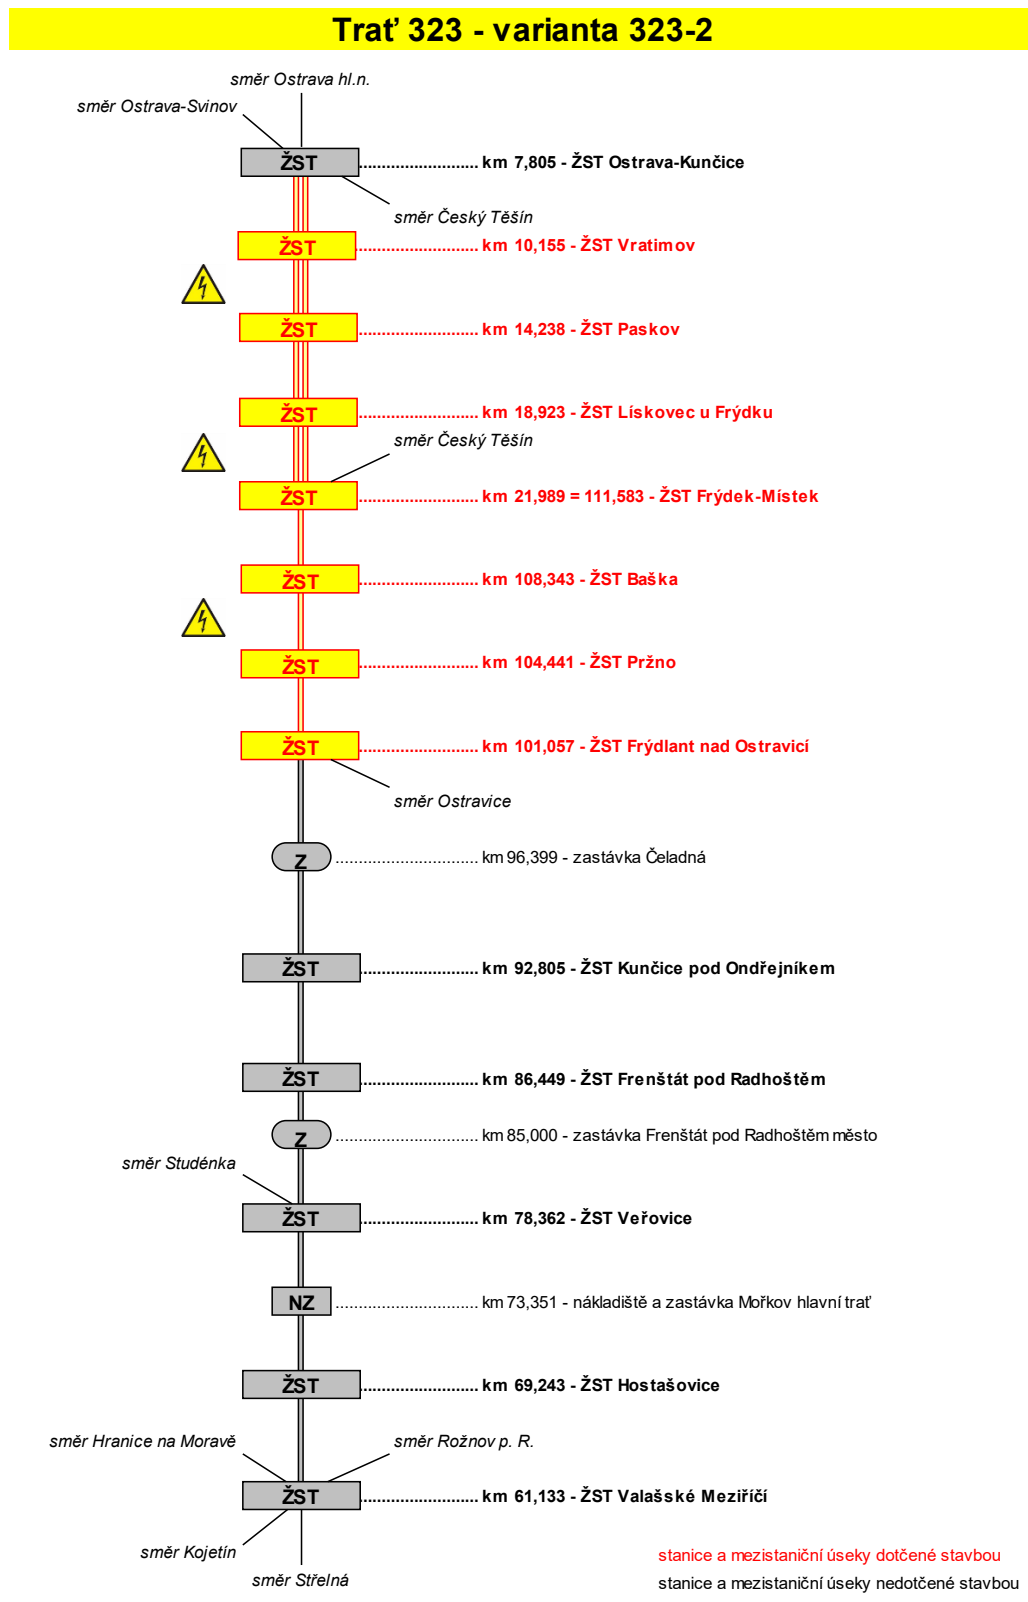 Trať 323 - varianta 323-2
směr Ostrava hl.n.
směr Ostrava-Svinov
ŽST ......................... km 7,805 - ŽST Ostrava-Kunčice
směr Český Těšín
ŽST ......................... km 10,155 - ŽST Vratimov
ŽST ......................... km 14,238 - ŽST Paskov
ŽST ......................... km 18,923 - ŽST Lískovec u Frýdku
směr Český Těšín
ŽST ......................... km 21,989 = 111,583 - ŽST Frýdek-Místek
ŽST ......................... km 108,343 - ŽST Baška
ŽST ......................... km 104,441 - ŽST Pržno
ŽST ......................... km 101,057 - ŽST Frýdlant nad Ostravicí
směr Ostravice
Z ............................... km 96,399 - zastávka Čeladná
ŽST ......................... km 92,805 - ŽST Kunčice pod Ondřejníkem
ŽST ......................... km 86,449 - ŽST Frenštát pod Radhoštěm
Z ............................... km 85,000 - zastávka Frenštát pod Radhoštěm město
směr Studénka
ŽST ......................... km 78,362 - ŽST Veřovice
NZ ............................... km 73,351 - nákladiště a zastávka Mořkov hlavní trať
ŽST ......................... km 69,243 - ŽST Hostašovice
směr Hranice na Moravě směr Rožnov p. R.
ŽST ......................... km 61,133 - ŽST Valašské Meziříčí
směr Kojetín
směr Střelná
stanice a mezistaniční úseky dotčené stavbou
stanice a mezistaniční úseky nedotčené stavbou